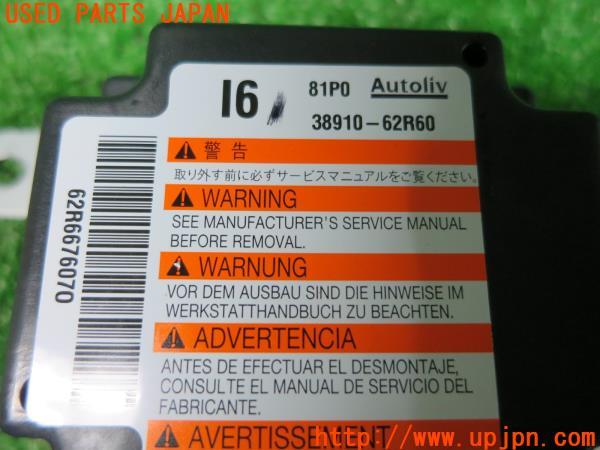 USED PARTS JAPAN
I6 81P0 Autoliv
38910-62R60
警告
取り外す前に必ずサービスマニュアルをご覧ください。
WARNING
SEE MANUFACTURER'S SERVICE MANUAL
BEFORE REMOVAL.
WARNUNG
VOR DEM AUSBAU SIND DIE HINWEISE IM
WERKSTATTHANDBUCH ZU BEACHTEN.
ADVERTENCIA
ANTES DE EFECTUAR EL DESMONTAJE,
CONSULTE EL MANUAL DE SERVICIO DEL
FABRICANTE.
AVERTISSEMENT
62R6676070
http://www.upjpn.com